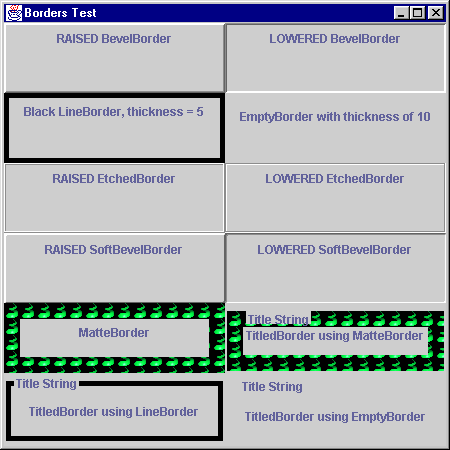 Borders Test
RAISED BevelBorder
LOWERED BevelBorder
Black LineBorder, thickness = 5
EmptyBorder with thickness of 10
RAISED EtchedBorder
LOWERED EtchedBorder
RAISED SoftBevelBorder
LOWERED SoftBevelBorder
MatteBorder
Title String
TitledBorder using MatteBorder
Title String
TitledBorder using LineBorder
Title String
TitledBorder using EmptyBorder